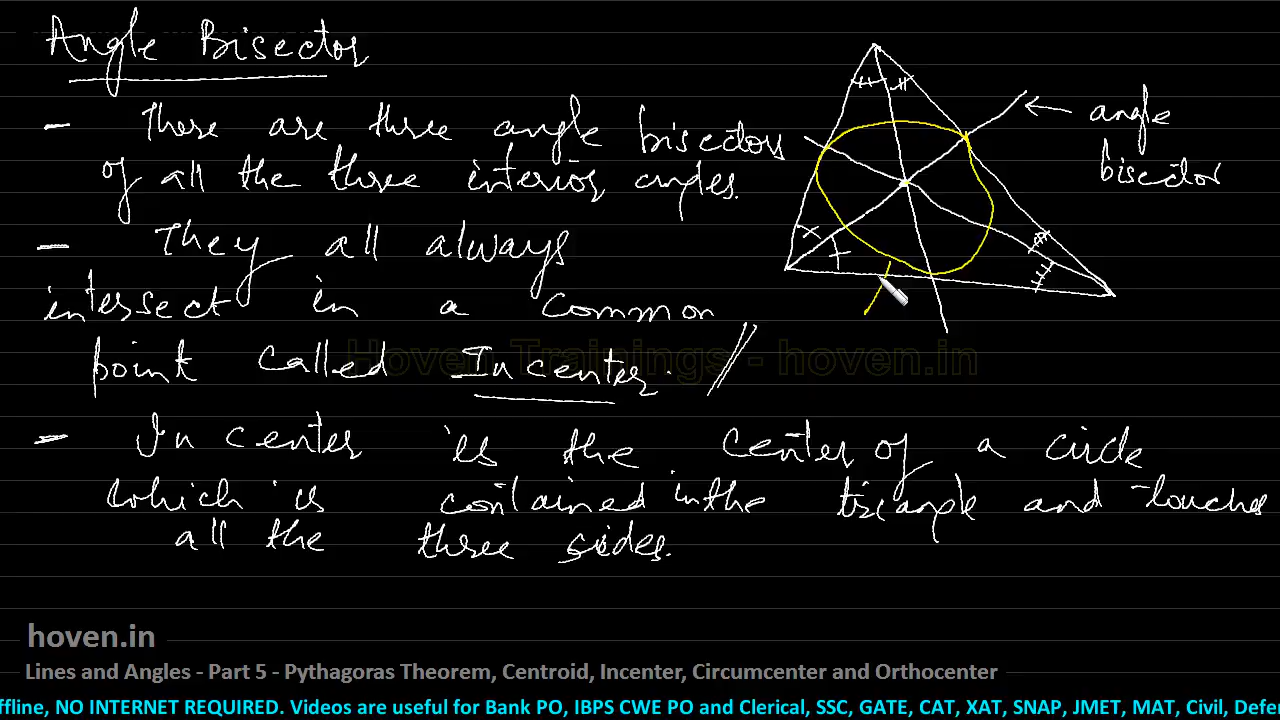 Angle Bisector
- There are three angle bisectors
of all the three interior angles.
- They all always
intersect in a common
point called Incenter. //
- In center is the center of a circle
which is contained in the triangle and touches
all the three sides.
← angle
bisector
Hoven Trainings - hoven.in
hoven.in
Lines and Angles - Part 5 - Pythagoras Theorem, Centroid, Incenter, Circumcenter and Orthocenter
ffline, NO INTERNET REQUIRED. Videos are useful for Bank PO, IBPS CWE PO and Clerical, SSC, GATE, CAT, XAT, SNAP, JMET, MAT, Civil, Defen